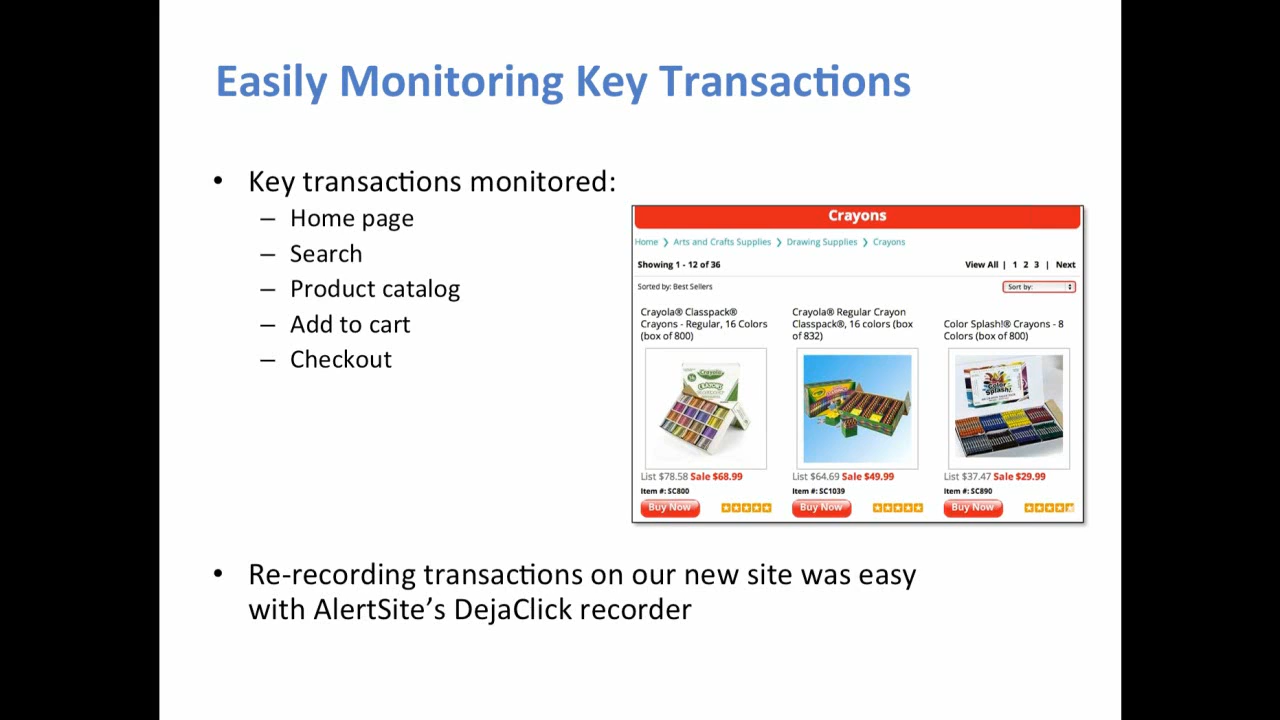 Easily Monitoring Key Transactions
• Key transactions monitored:
– Home page
– Search
– Product catalog
– Add to cart
– Checkout
Crayons
Home ❯ Arts and Crafts Supplies ❯ Drawing Supplies ❯ Crayons
Showing 1 - 12 of 36
View All | 1 2 3 | Next
Sorted by: Best Sellers
Sort by:
Crayola® Classpack®
Crayons - Regular, 16 Colors
(box of 800)
List $78.58 Sale $68.99
Item #: SC800
Buy Now
Crayola® Regular Crayon
Classpack®, 16 colors (box
of 832)
List $64.69 Sale $49.99
Item #: SC1039
Buy Now
Color Splash!® Crayons - 8
Colors (box of 800)
Color
Splash!
List $37.47 Sale $29.99
Item #: SC890
Buy Now
• Re-recording transactions on our new site was easy
with AlertSite’s DejaClick recorder